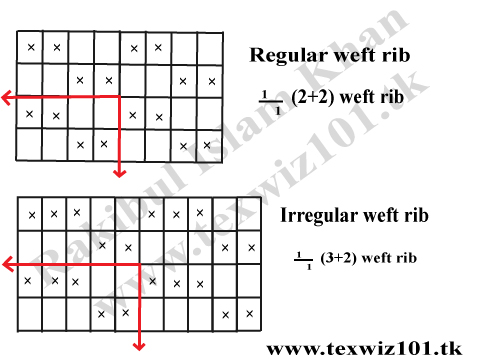 Regular weft rib
1/1 (2+2) weft rib
Irregular weft rib
1/1 (3+2) weft rib
www.texwiz101.tk
Rakibul Islam Khan
www.texwiz101.tk